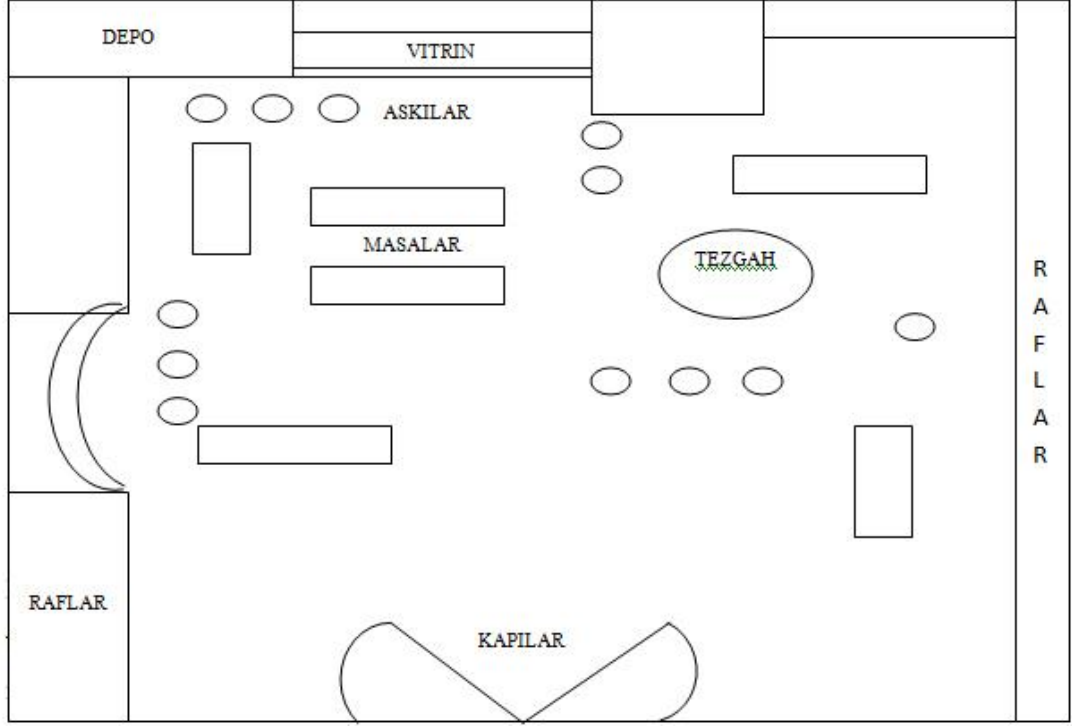 DEPO
VITRIN
ASKILAR
MASALAR
TEZGAH
R
A
F
L
A
R
RAFLAR
KAPILAR